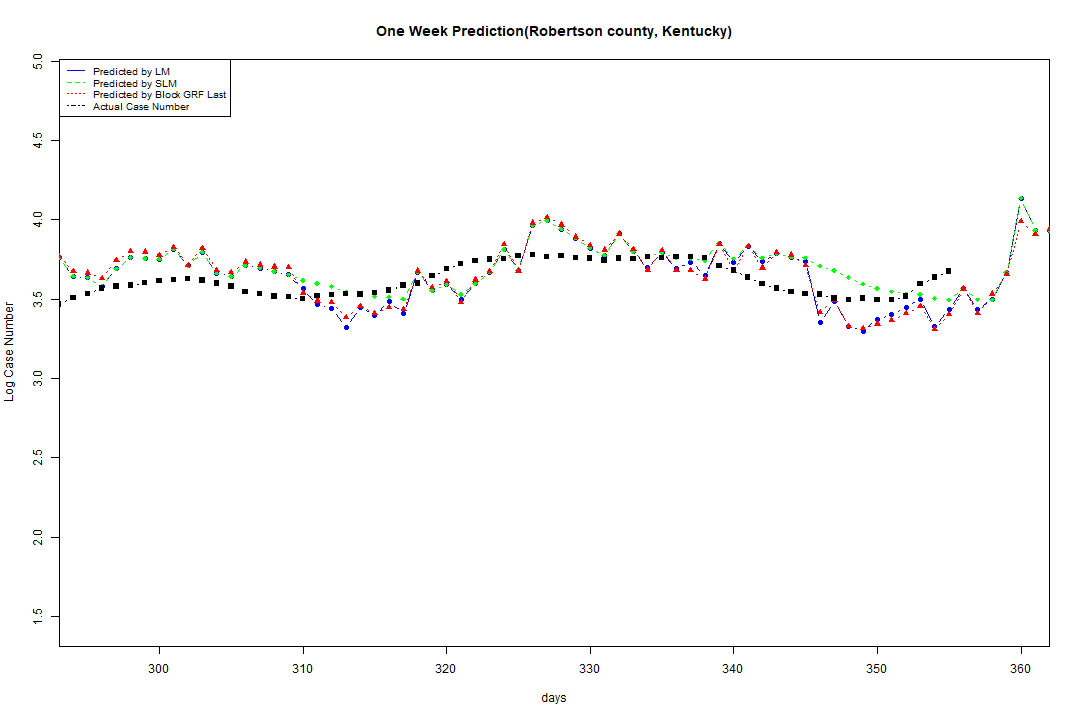 One Week Prediction(Robertson county, Kentucky)
Predicted by LM
Predicted by SLM
Predicted by Block GRF Last
Actual Case Number
5.0
4.5
4.0
3.5
3.0
2.5
2.0
1.5
Log Case Number
300 310 320 330 340 350 360
days